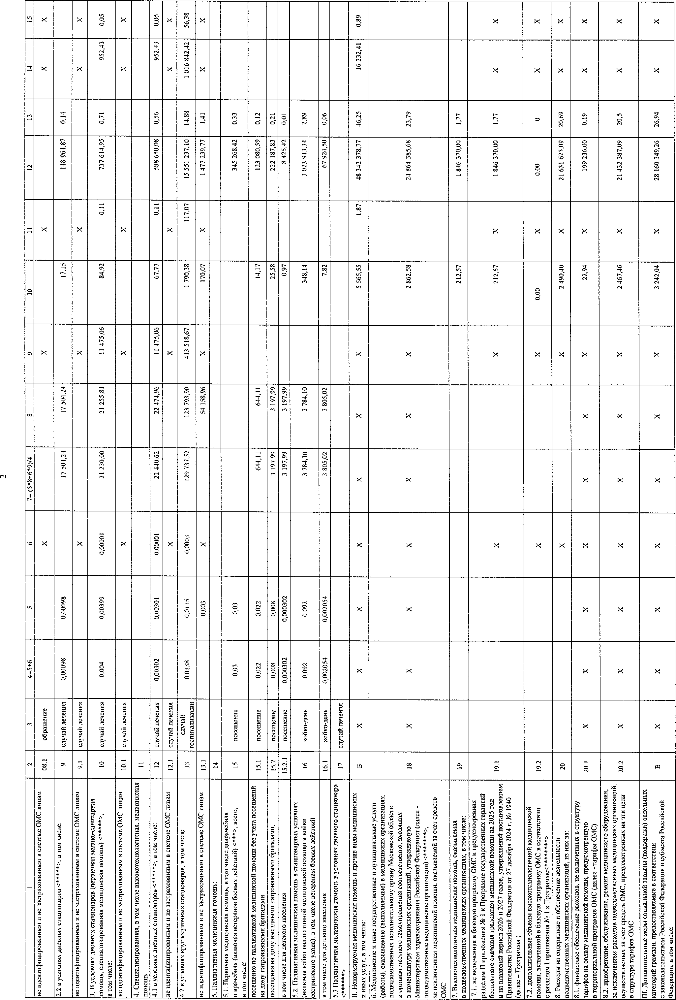 2
1 2 3 4=5+6 5 6 7= (5*8+6*9)/4 8 9 10 11 12 13 14 15
не идентифицированным и не застрахованным в системе ОМС лицам 08.1 обращение X X X X X
2.2 в условиях дневных стационаров <*****>, в том числе: 9 случай лечения 0,00098 0,00098 17 504,24 17 504,24 17,15 148 964,87 0,14
не идентифицированным и не застрахованным в системе ОМС лицам 9.1 случай лечения X X X X X
3. В условиях дневных стационаров (первичная медико-санитарная
помощь, специализированная медицинская помощь) <*****>,
в том числе: 10 случай лечения 0,004 0,00399 0,00001 21 230,00 21 255,81 11 475,06 84,92 0,11 737 614,95 0,71 952,43 0,05
не идентифицированным и не застрахованным в системе ОМС лицам 10.1 случай лечения X X X X X
4. Специализированная, в том числе высокотехнологичная, медицинская
помощь 11
4.1 в условиях дневных стационаров <*****>, в том числе: 12 случай лечения 0,00302 0,00301 0,00001 22 440,62 22 474,96 11 475,06 67,77 0,11 588 650,08 0,56 952,43 0,05
не идентифицированным и не застрахованным в системе ОМС лицам 12.1 случай лечения X X X X X
4.2 в условиях круглосуточных стационаров, в том числе: 13 случай
госпитализации 0,0138 0,0135 0,0003 129 737,52 123 793,90 413 518,67 1 790,38 117,07 15 551 237,10 14,88 1 016 842,42 56,38
не идентифицированным и не застрахованным в системе ОМС лицам 13.1 0,003 X 54 158,96 X 170,07 X 1 477 239,77 1,41 X X
5. Паллиативная медицинская помощь: 14
5.1. Первичная медицинская помощь, в том числе доврачебная
и врачебная (включая ветеранов боевых действий) <***>, всего,
в том числе: 15 посещение 0,03 0,03 345 268,42 0,33
посещение по паллиативной медицинской помощи без учета посещений
на дому патронажными бригадами 15.1 посещение 0,022 0,022 644,11 644,11 14,17 123 080,59 0,12
посещения на дому выездными патронажными бригадами, 15.2 посещение 0,008 0,008 3 197,99 3 197,99 25,58 222 187,83 0,21
в том числе для детского населения 15.2.1 посещение 0,000302 0,000302 3 197,99 3 197,99 0,97 8 425,42 0,01
5.2. Паллиативная медицинская помощь в стационарных условиях
(включая койки паллиативной медицинской помощи и койки
сестринского ухода), в том числе ветеранам боевых действий 16 койко-день 0,092 0,092 3 784,10 3 784,10 348,14 3 023 943,34 2,89
в том числе для детского населения 16.1 койко-день 0,002054 0,002054 3 805,02 3 805,02 7,82 67 924,50 0,06
5.3 Паллиативная медицинская помощь в условиях дневного стационара
<******> 17 случай лечения
II. Ненормируемая медицинская помощь и прочие виды медицинских
и иных услуг, в том числе: Б X X X X X X X 5 565,55 1,87 48 342 378,77 46,25 16 232,41 0,89
6. Медицинские и иные государственные и муниципальные услуги
(работы), оказываемые (выполняемые) в медицинских организациях,
подведомственных исполнительному органу Московской области
и органам местного самоуправления соответственно, входящих
в номенклатуру медицинских организаций, утверждаемую
Министерством здравоохранения Российской Федерации (далее -
подведомственные медицинские организации) <*******>,
за исключением медицинской помощи, оказываемой за счет средств
ОМС 18 X X X X X X X 2 862,58 24 864 385,68 23,79
7. Высокотехнологичная медицинская помощь, оказываемая
в подведомственных медицинских организациях, в том числе: 19 212,57 1 846 370,00 1,77
7.1. не включенная в базовую программу ОМС и предусмотренная
разделом II приложения № 1 к Программе государственных гарантий
бесплатного оказания гражданам медицинской помощи на 2025 год
и на плановый период 2026 и 2027 годов, утвержденной постановлением
Правительства Российской Федерации от 27 декабря 2024 г. № 1940
(далее – Программа ) 19.1 X X 212,57 X 1 846 370,00 1,77 X X
7.2. дополнительные объемы высокотехнологичной медицинской
помощи, включенной в базовую программу ОМС в соответствии
с разделом I приложения № 1 к Программе<********> 19.2 X X 0,00 X 0,00 0 X X
8. Расходы на содержание и обеспечение деятельности
подведомственных медицинских организаций, из них на: 20 X X 2 490,40 X 21 631 623,09 20,69 X X
8.1. финансовое обеспечение расходов, не включенных в структуру
тарифов на оплату медицинской помощи, предусмотренную
в территориальной программе ОМС (далее - тарифы ОМС) 20 1 X X X X X X X 22,94 X 199 236,00 0,19 X X
8.2. приобретение, обслуживание, ремонт медицинского оборудования,
за исключением расходов подведомственных медицинских организаций,
осуществляемых за счет средств ОМС, предусмотренных на эти цели
в структуре тарифов ОМС 20.2 X X X X X X X 2 467,46 X 21 432 387,09 20,5 X X
III. Дополнительные меры социальной защиты (поддержки) отдельных
категорий граждан, предоставляемые в соответствии
с законодательством Российской Федерации и субъекта Российской
Федерации, в том числе: В X X X X X X X 3 242,04 X 28 160 349,26 26,94 X X